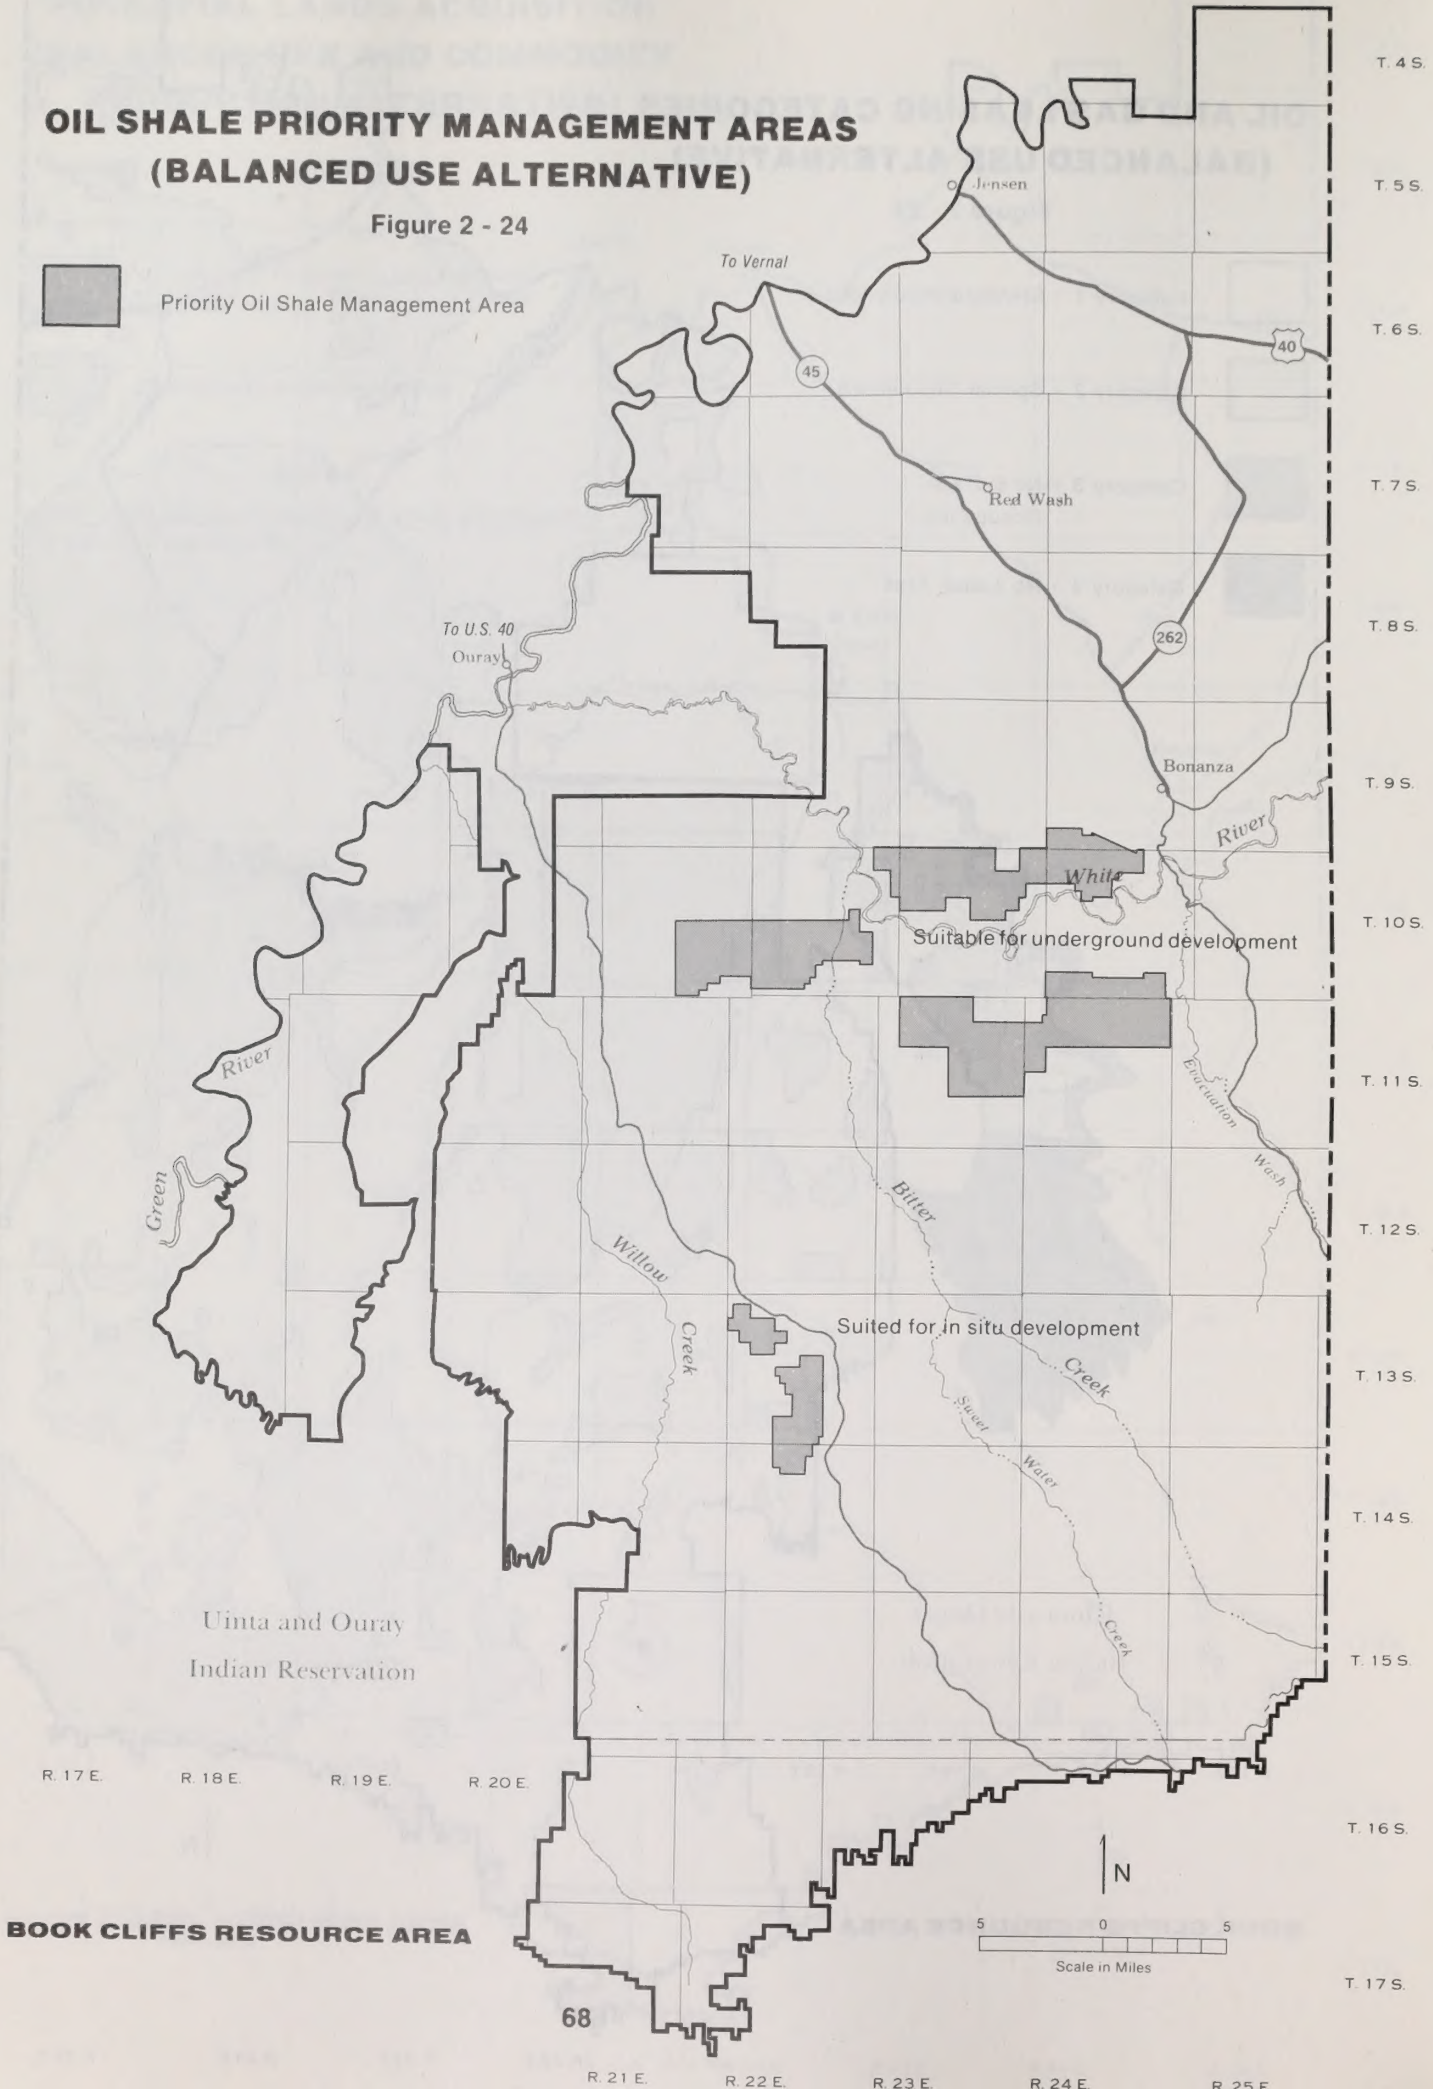 OIL SHALE PRIORITY MANAGEMENT AREAS
(BALANCED USE ALTERNATIVE)
Figure 2 - 24
Priority Oil Shale Management Area
T. 4 S.
Jensen
T. 5 S.
To Vernal
T. 6 S.
40
45
Red Wash
T. 7 S.
To U.S. 40
Ouray
262
T. 8 S.
Bonanza
T. 9 S.
River
White
Suitable for underground development
T. 10 S.
River
Evacuation
T. 11 S.
Wash
Green
Bitter
T. 12 S.
Willow
Suited for in situ development
Creek
Creek
T. 13 S.
Sweet
Water
T. 14 S.
Uinta and Ouray
Indian Reservation
Creek
T. 15 S.
R. 17 E.
R. 18 E.
R. 19 E.
R. 20 E.
T. 16 S.
N
BOOK CLIFFS RESOURCE AREA
5 0 5
Scale in Miles
T. 17 S.
68
R. 21 E.
R. 22 E.
R. 23 E.
R. 24 E.
R. 25 E.